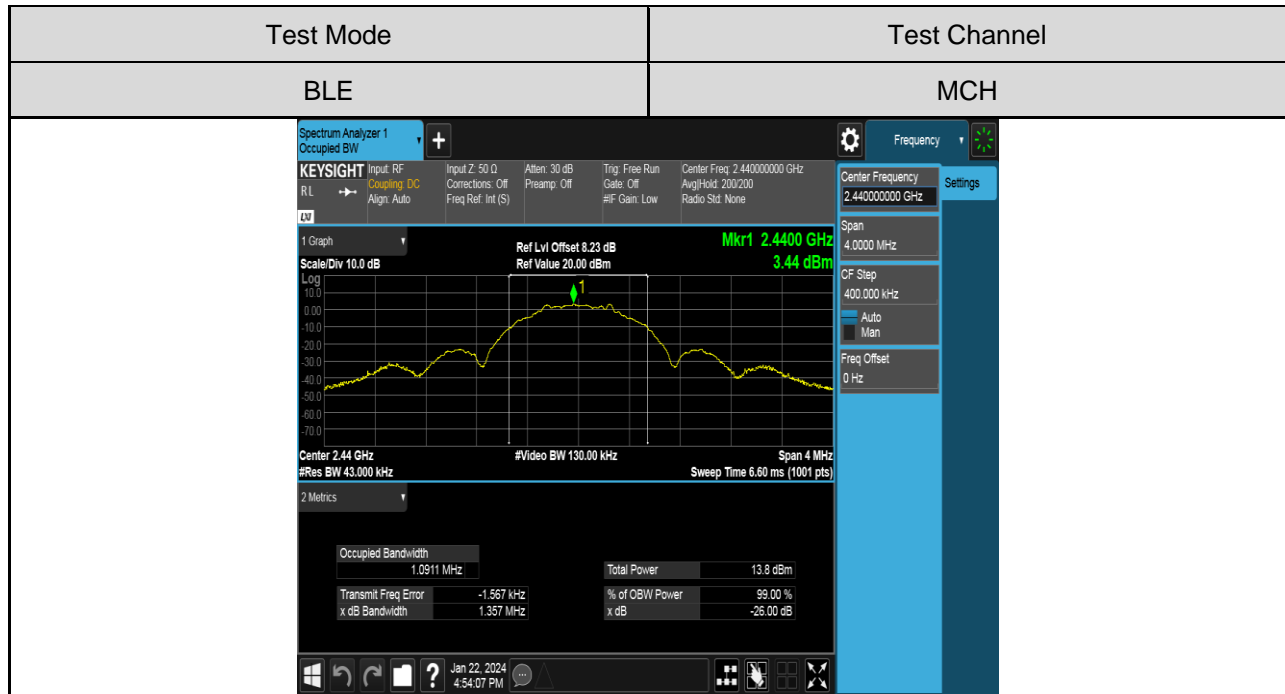 Test Mode Test Channel
BLE MCH
Spectrum Analyzer 1
Occupied BW
+
Frequency
KEYSIGHT
R L
LXI
Input: RF
Coupling: DC
Align: Auto
Input Z: 50 Ω
Corrections: Off
Freq Ref: Int (S)
Atten: 30 dB
Preamp: Off
Trig: Free Run
Gate: Off
#IF Gain: Low
Center Freq: 2.440000000 GHz
Avg|Hold: 200/200
Radio Std: None
Center Frequency
2.440000000 GHz
Settings
Span
4.0000 MHz
CF Step
400.000 kHz
Auto
Man
Freq Offset
0 Hz
1 Graph
Scale/Div 10.0 dB
Ref Lvl Offset 8.23 dB
Ref Value 20.00 dBm
Mkr1 2.4400 GHz
3.44 dBm
Log
10.0
0.00
-10.0
-20.0
-30.0
-40.0
-50.0
-60.0
-70.0
1
Center 2.44 GHz #Video BW 130.00 kHz Span 4 MHz
#Res BW 43.000 kHz Sweep Time 6.60 ms (1001 pts)
2 Metrics
Occupied Bandwidth
1.0911 MHz
Total Power 13.8 dBm
Transmit Freq Error -1.567 kHz % of OBW Power 99.00 %
x dB Bandwidth 1.357 MHz x dB -26.00 dB
?
Jan 22, 2024
4:54:07 PM